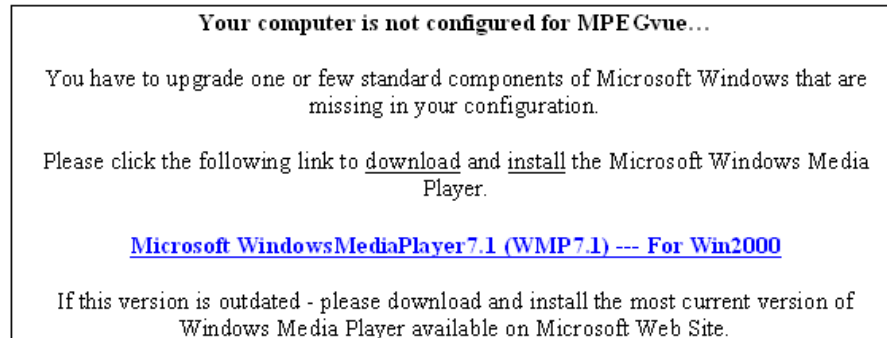 Your computer is not configured for MPEGvue...
You have to upgrade one or few standard components of Microsoft Windows that are
missing in your configuration.
Please click the following link to download and install the Microsoft Windows Media
Player.
Microsoft WindowsMediaPlayer7.1 (WMP7.1) --- For Win2000
If this version is outdated - please download and install the most current version of
Windows Media Player available on Microsoft Web Site.